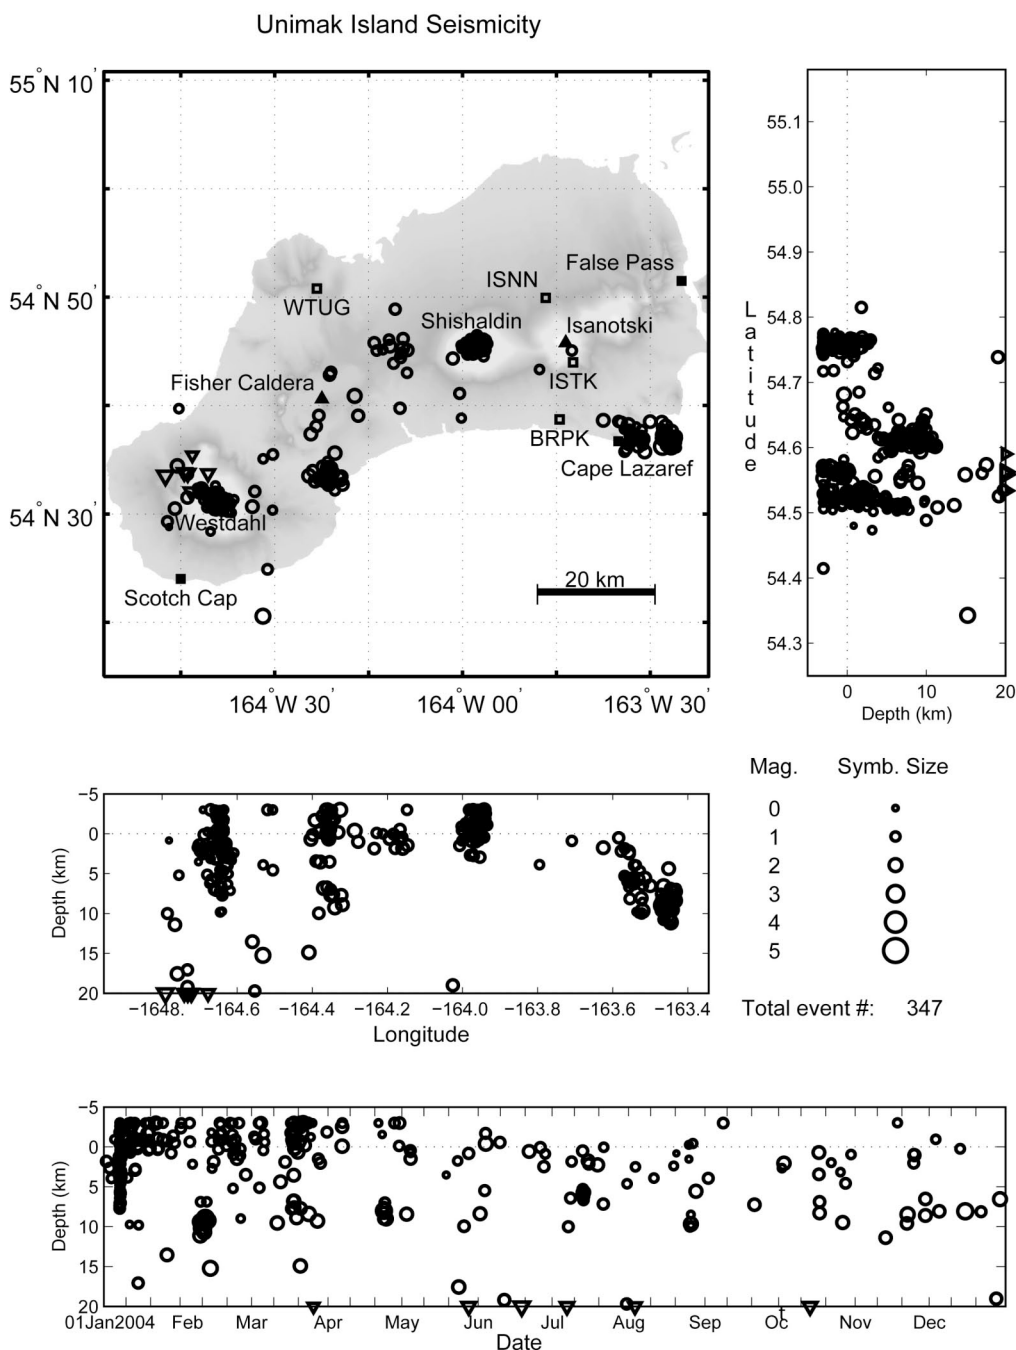 Unimak Island Seismicity
55° N 10'
54° N 50'
54° N 30'
164° W 30'
164° W 00'
163° W 30'
False Pass
ISNN
WTUG
Shishaldin
Isanotski
Fisher Caldera
ISTK
BRPK
Cape Lazaref
Westdahl
20 km
Scotch Cap
Latitude
55.1
55.0
54.9
54.8
54.7
54.6
54.5
54.4
54.3
0 10 20
Depth (km)
Mag. Symb. Size
0
1
2
3
4
5
Total event #: 347
Depth (km)
−5
0
5
10
15
20
−164.8 −164.6 −164.4 −164.2 −164.0 −163.8 −163.6 −163.4
Longitude
Depth (km)
−5
0
5
10
15
20
01Jan2004 Feb Mar Apr May Jun Jul Aug Sep Oct Nov Dec
Date